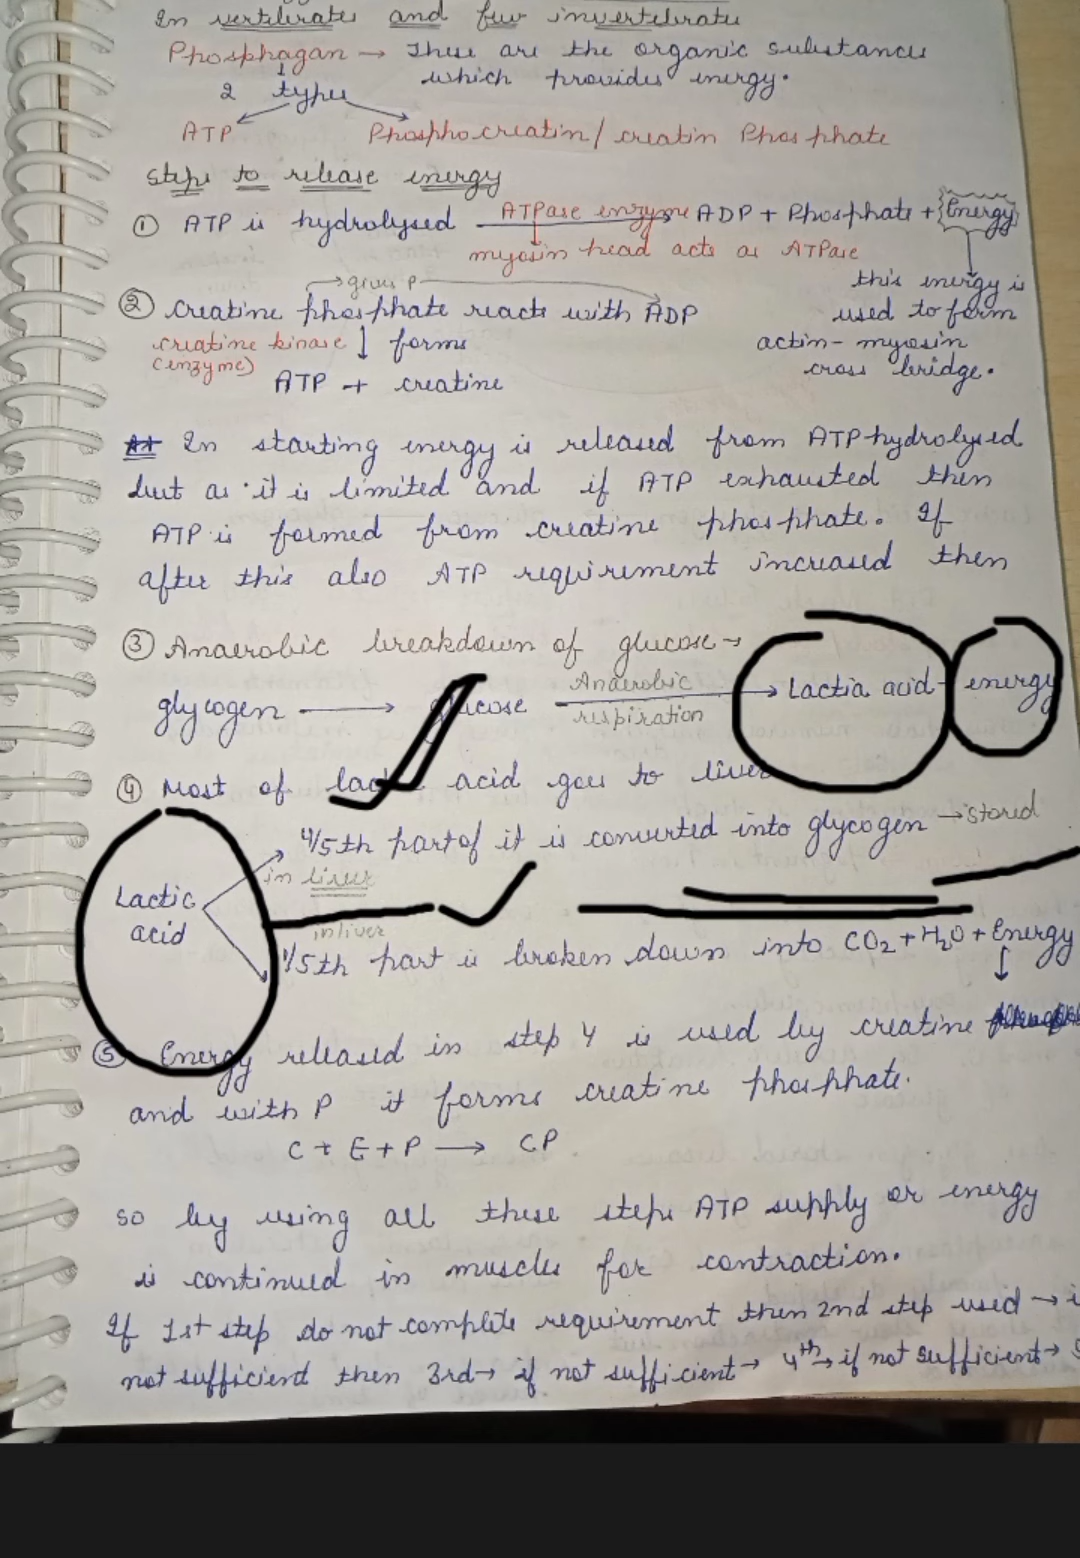 In vertebrates and few invertebrates
Phosphagan → These are the organic substances
which provides energy.
2 types
ATP Phosphocreatin/creatin Phosphate
Steps to release energy
① ATP is hydrolysed ATPase enzyme ADP + Phosphate + Energy
myosin head acts as ATPase
this energy is
used to form
actin-myosin
cross bridge.
→ gives P
② creatine phosphate reacts with ADP
creatine kinase ↓ forms
(enzyme)
ATP + creatine
In starting energy is released from ATP hydrolysed
but as it is limited and if ATP exhausted then
ATP is formed from creatine phosphate. If
after this also ATP requirement increased then
③ Anaerobic breakdown of glucose →
glycogen → glucose Anaerobic respiration → Lactia acid energy
④ Most of acid goes to liver
4/5th part of it is converted into glycogen → stored
in liver
Lactic
acid
in liver
1/5th part is broken down into CO2 + H2O + Energy
⑤ Energy released in step 4 is used by creatine
and with P it forms creatine phosphate.
C + E + P → CP
so by using all these steps ATP supply or energy
is continued in muscles for contraction.
If 1st step do not complete requirement then 2nd step used →
not sufficient then 3rd → if not sufficient → 4th → if not sufficient →